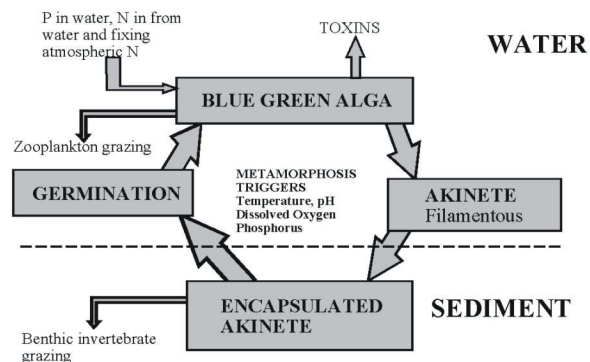 P in water, N in from
water and fixing
atmospheric N
TOXINS
WATER
BLUE GREEN ALGA
Zooplankton grazing
GERMINATION
METAMORPHOSIS
TRIGGERS
Temperature, pH
Dissolved Oxygen
Phosphorus
AKINETE
Filamentous
ENCAPSULATED
AKINETE
SEDIMENT
Benthic invertebrate
grazing